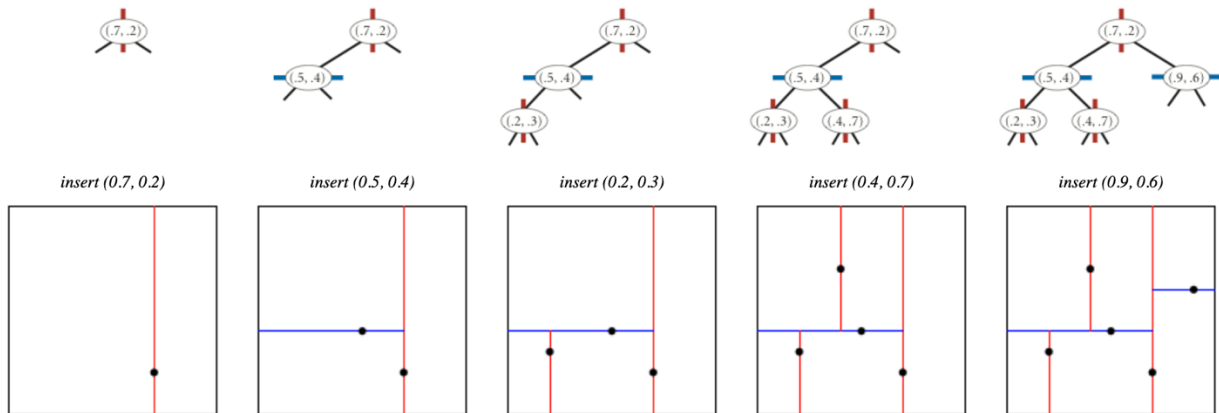 (.7, .2) (.7, .2) (.7, .2) (.7, .2) (.7, .2)
(.5, .4) (.5, .4) (.5, .4) (.5, .4) (.9, .6)
(.2, .3) (.2, .3) (.4, .7) (.2, .3) (.4, .7)
insert (0.7, 0.2) insert (0.5, 0.4) insert (0.2, 0.3) insert (0.4, 0.7) insert (0.9, 0.6)